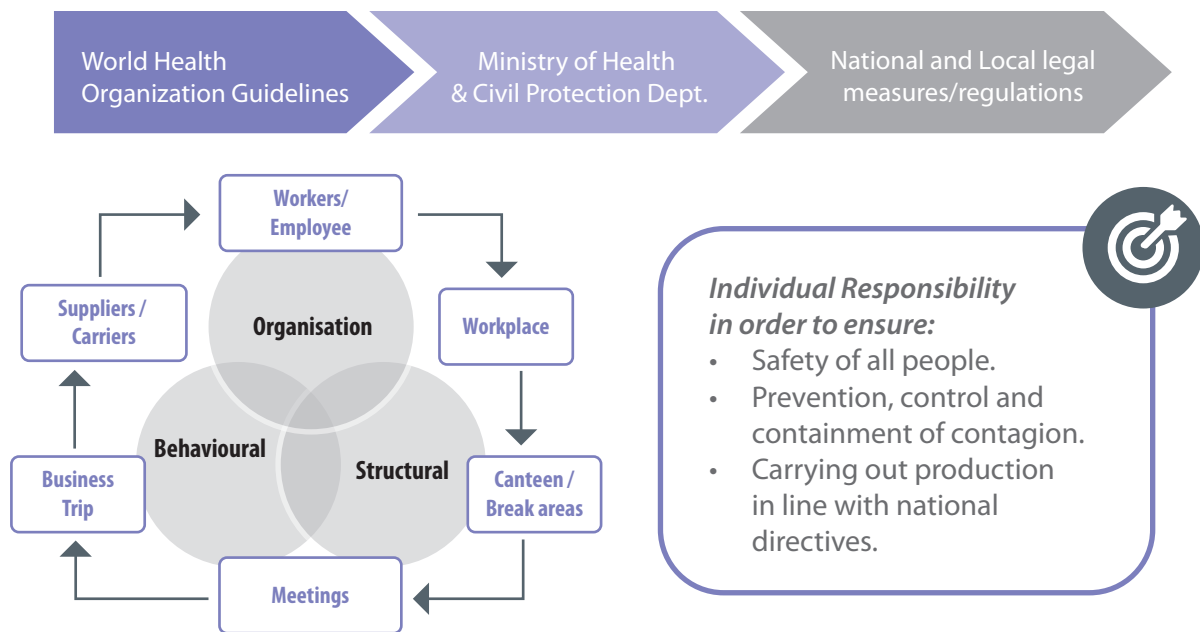 World Health
Organization Guidelines
Ministry of Health
& Civil Protection Dept.
National and Local legal
measures/regulations
Workers/
Employee
Suppliers /
Carriers
Organisation
Workplace
Behavioural
Structural
Business
Trip
Canteen /
Break areas
Meetings
Individual Responsibility
in order to ensure:
• Safety of all people.
• Prevention, control and
containment of contagion.
• Carrying out production
in line with national
directives.